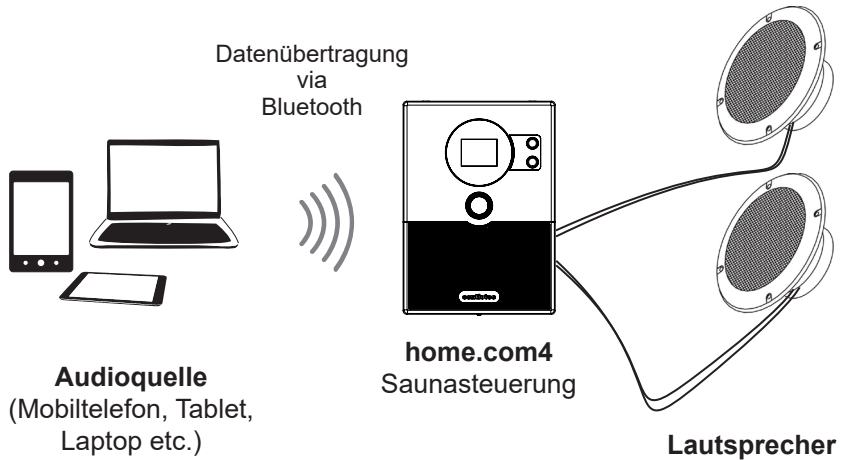 Datenübertragung
via
Bluetooth
home.com4
Saunasteuerung
Audioquelle
(Mobiltelefon, Tablet,
Laptop etc.)
Lautsprecher